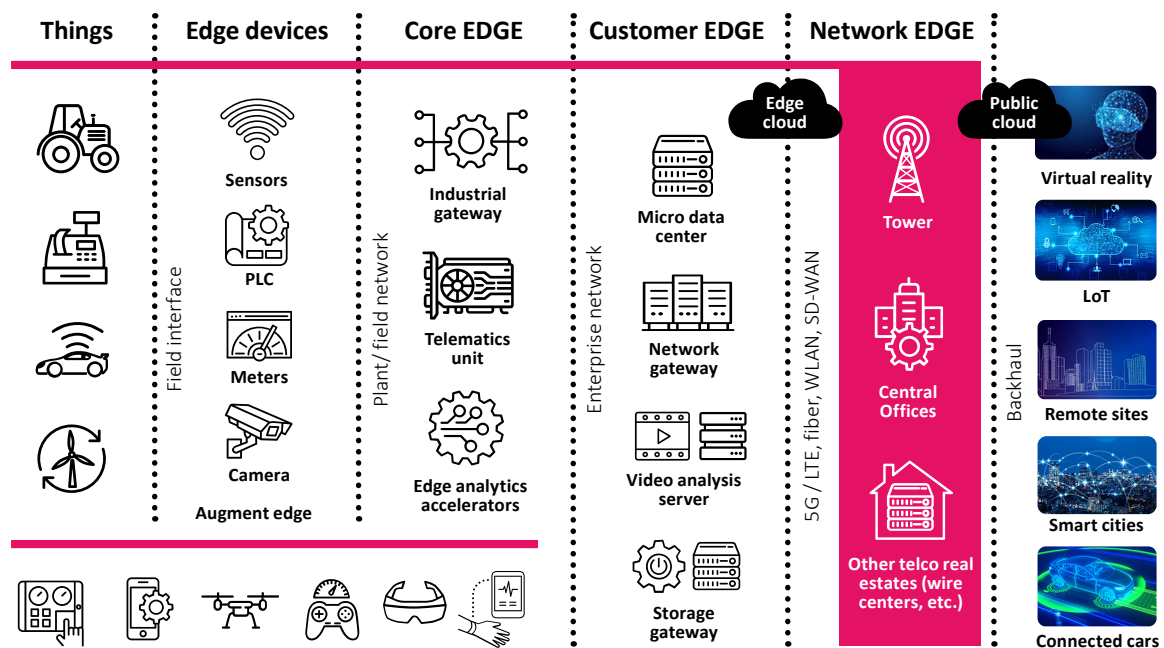 Things
Edge devices
Core EDGE
Customer EDGE
Network EDGE
Field interface
Sensors
PLC
Meters
Camera
Augment edge
Plant/ field network
Industrial
gateway
Telematics
unit
Edge analytics
accelerators
Enterprise network
Micro data
center
Network
gateway
Video analysis
server
Storage
gateway
Edge
cloud
5G / LTE, fiber, WLAN, SD-WAN
Tower
Central
Offices
Other telco real
estates (wire
centers, etc.)
Public
cloud
Backhaul
Virtual reality
LoT
Remote sites
Smart cities
Connected cars